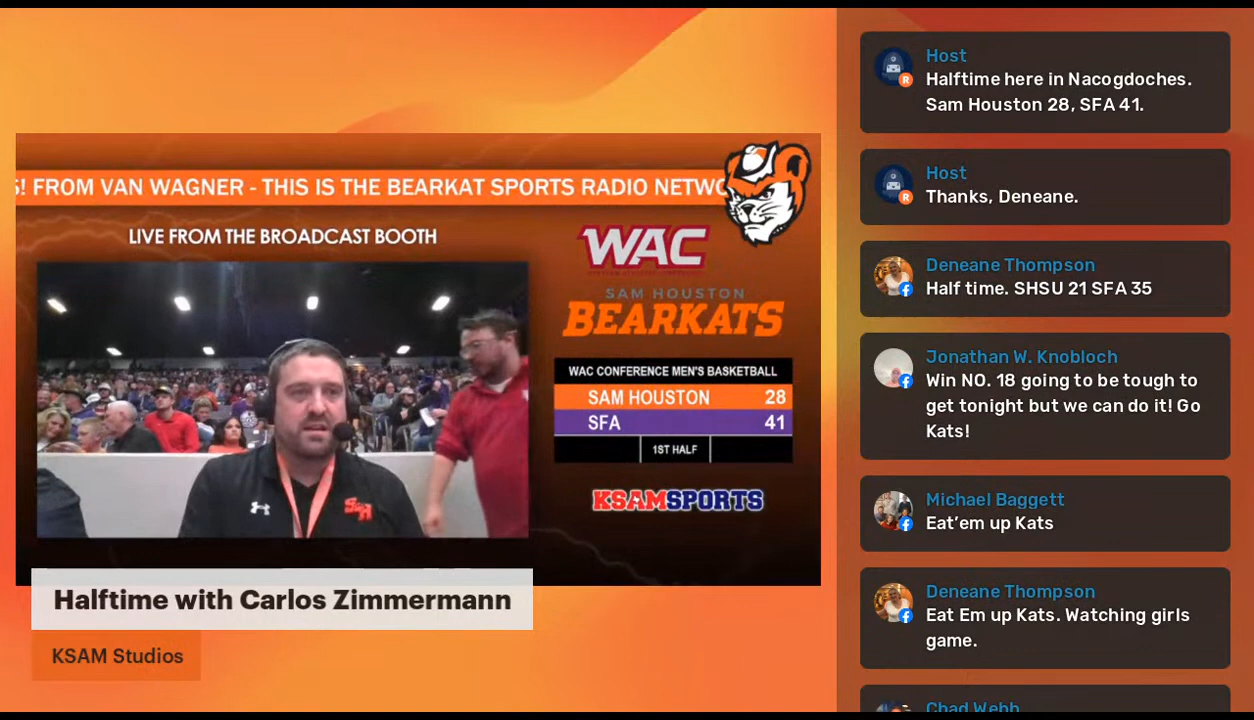 S! FROM VAN WAGNER - THIS IS THE BEARKAT SPORTS RADIO NETWO
LIVE FROM THE BROADCAST BOOTH
WAC
SAM HOUSTON
BEARKATS
WAC CONFERENCE MEN'S BASKETBALL
SAM HOUSTON 28
SFA 41
1ST HALF
KSAMSPORTS
Halftime with Carlos Zimmermann
KSAM Studios
Host
Halftime here in Nacogdoches.
Sam Houston 28, SFA 41.
Host
Thanks, Deneane.
Deneane Thompson
Half time. SHSU 21 SFA 35
Jonathan W. Knobloch
Win NO. 18 going to be tough to
get tonight but we can do it! Go
Kats!
Michael Baggett
Eat’em up Kats
Deneane Thompson
Eat Em up Kats. Watching girls
game.
Chad Webb